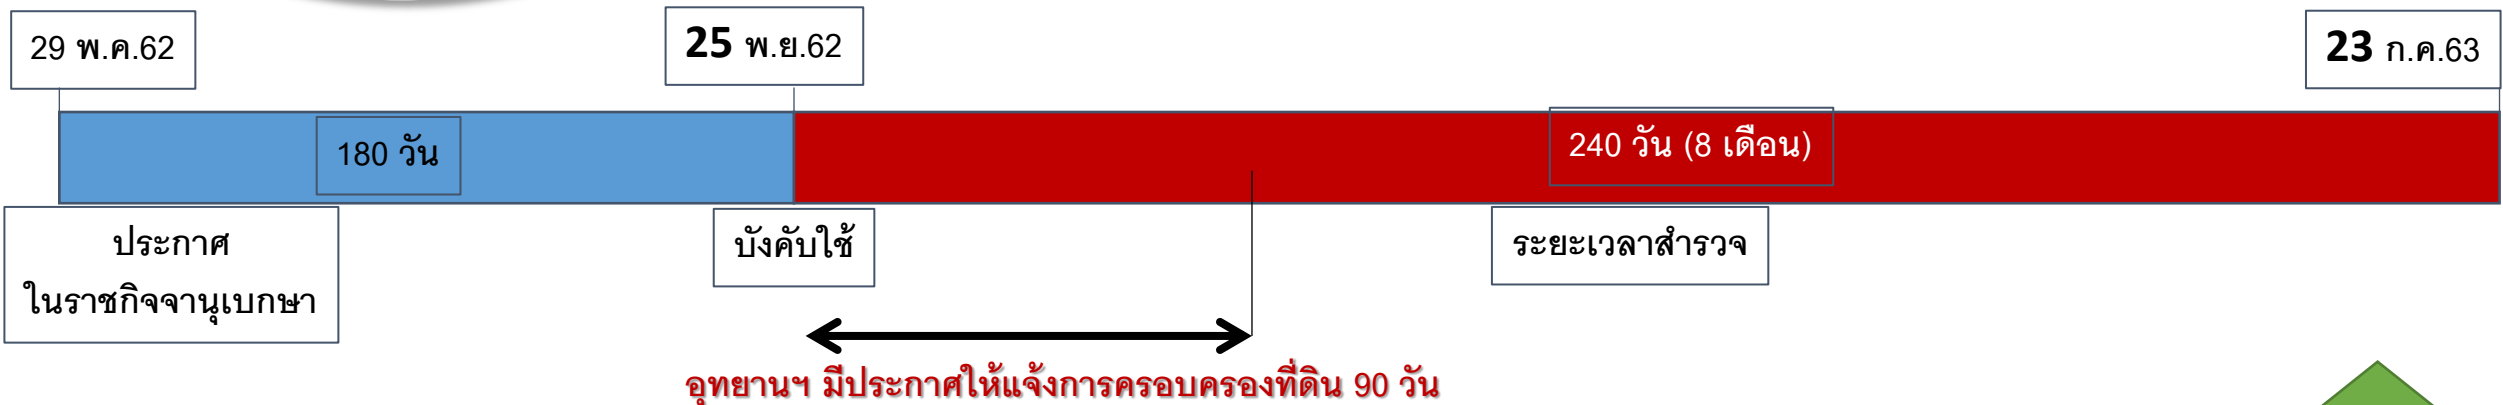 29 พ.ค.62
25 พ.ย.62
23 ก.ค.63
180 วัน
240 วัน (8 เดือน)
ประกาศ
ในราชกิจจานุเบกษา
บังคับใช้
ระยะเวลาสำรวจ
อุทยานฯ มีประกาศให้แจ้งการครอบครองที่ดิน 90 วัน